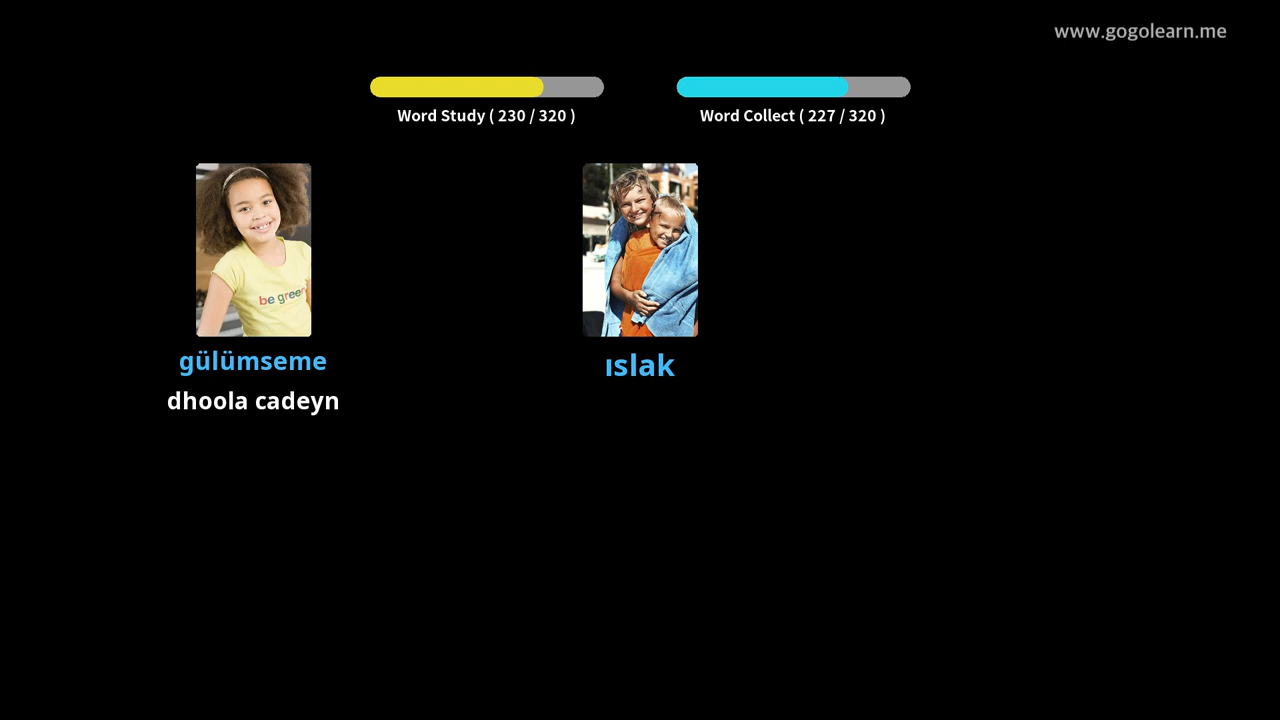 www.gogolearn.me
Word Study ( 230 / 320 )
Word Collect ( 227 / 320 )
be green
gülümseme
ıslak
dhoola cadeyn